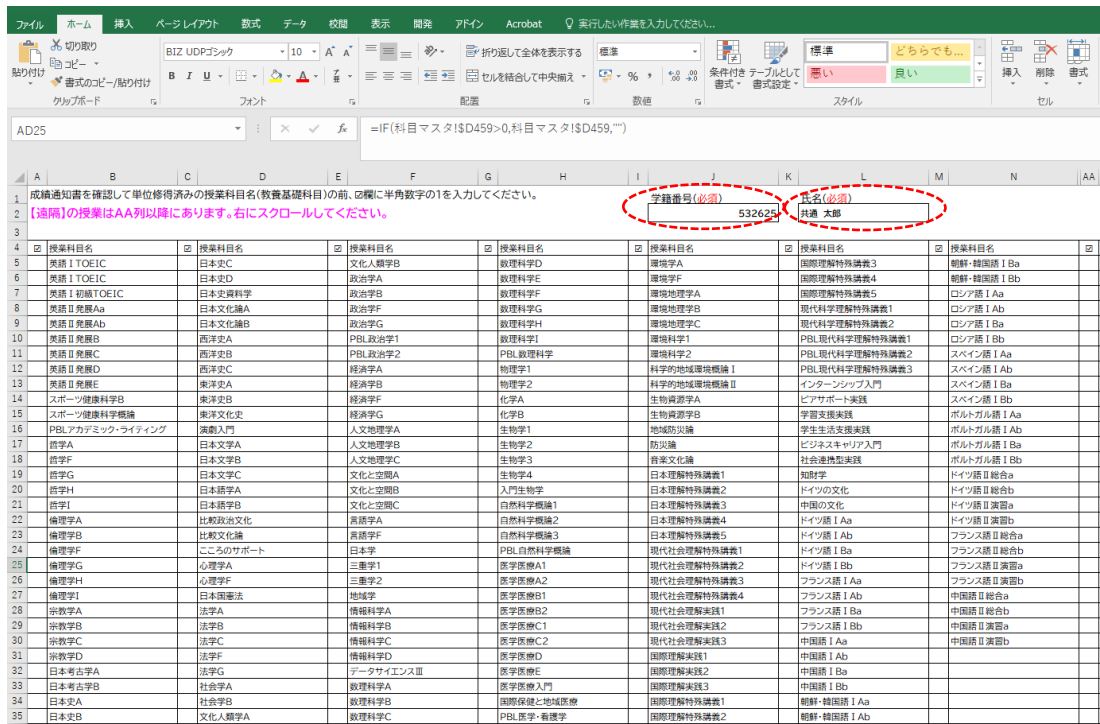 ファイル ホーム 挿入 ページ レイアウト 数式 データ 校閲 表示 開発 アドイン Acrobat 実行したい作業を入力してください...
貼り付け
切り取り
コピー
書式のコピー/貼り付け
クリップボード
BIZ UDPゴシック 10
B I U
フォント
折り返して全体を表示する
セルを結合して中央揃え
配置
標準
数値
条件付き書式
テーブルとして書式設定
標準 どちらでも...
悪い 良い
スタイル
挿入 削除 書式
セル
AD25 fx =IF(科目マスタ!$D459>0,科目マスタ!$D459,"")
A B C D E F G H I J K L M N AA
1 成績通知書を確認して単位修得済みの授業科目名(教養基礎科目)の前、☑欄に半角数字の1を入力してください。 学籍番号(必須) 氏名(必須)
2 【遠隔】の授業はAA列以降にあります。右にスクロールしてください。 532625 共通 太郎
3
4 ☑ 授業科目名 ☑ 授業科目名 ☑ 授業科目名 ☑ 授業科目名 ☑ 授業科目名 ☑ 授業科目名 ☑ 授業科目名 ☑
5 英語ⅠTOEIC 日本史C 文化人類学B 数理科学D 環境学A 国際理解特殊講義3 朝鮮・韓国語ⅠBa
6 英語ⅠTOEIC 日本史D 政治学A 数理科学E 環境学F 国際理解特殊講義4 朝鮮・韓国語ⅠBb
7 英語Ⅰ初級TOEIC 日本史資料学 政治学B 数理科学F 環境地理学A 国際理解特殊講義5 ロシア語ⅠAa
8 英語Ⅱ発展Aa 日本文化論A 政治学F 数理科学G 環境地理学B 現代科学理解特殊講義1 ロシア語ⅠAb
9 英語Ⅱ発展Ab 日本文化論B 政治学G 数理科学H 環境地理学C 現代科学理解特殊講義2 ロシア語ⅠBa
10 英語Ⅱ発展B 西洋史A PBL政治学1 数理科学I 環境科学1 PBL現代科学理解特殊講義1 ロシア語ⅠBb
11 英語Ⅱ発展C 西洋史B PBL政治学2 PBL数理科学 環境科学2 PBL現代科学理解特殊講義2 スペイン語ⅠAa
12 英語Ⅱ発展D 西洋史C 経済学A 物理学1 科学的地域環境概論Ⅰ PBL現代科学理解特殊講義3 スペイン語ⅠAb
13 英語Ⅱ発展E 東洋史A 経済学B 物理学2 科学的地域環境概論Ⅱ インターンシップ入門 スペイン語ⅠBa
14 スポーツ健康科学B 東洋史B 経済学F 化学A 生物資源学A ピアサポート実践 スペイン語ⅠBb
15 スポーツ健康科学概論 東洋文化史 経済学G 化学B 生物資源学B 学習支援実践 ポルトガル語ⅠAa
16 PBLアカデミック・ライティング 演劇入門 人文地理学A 生物学1 地域防災論 学生生活支援実践 ポルトガル語ⅠAb
17 哲学A 日本文学A 人文地理学B 生物学2 防災論 ビジネスキャリア入門 ポルトガル語ⅠBa
18 哲学F 日本文学B 人文地理学C 生物学3 音楽文化論 社会連携型実践 ポルトガル語ⅠBb
19 哲学G 日本文学C 文化と空間A 生物学4 日本理解特殊講義1 知財学 ドイツ語Ⅱ総合a
20 哲学H 日本語学A 文化と空間B 入門生物学 日本理解特殊講義2 ドイツの文化 ドイツ語Ⅱ総合b
21 哲学I 日本語学B 文化と空間C 自然科学概論1 日本理解特殊講義3 中国の文化 ドイツ語Ⅱ演習a
22 倫理学A 比較政治文化 言語学A 自然科学概論2 日本理解特殊講義4 ドイツ語ⅠAa ドイツ語Ⅱ演習b
23 倫理学B 比較文化論 言語学F 自然科学概論3 日本理解特殊講義5 ドイツ語ⅠAb フランス語Ⅱ総合a
24 倫理学F こころのサポート 日本学 PBL自然科学概論 現代社会理解特殊講義1 ドイツ語ⅠBa フランス語Ⅱ総合b
25 倫理学G 心理学A 三重学1 医学医療A1 現代社会理解特殊講義2 ドイツ語ⅠBb フランス語Ⅱ演習a
26 倫理学H 心理学F 三重学2 医学医療A2 現代社会理解特殊講義3 フランス語ⅠAa フランス語Ⅱ演習b
27 倫理学I 日本国憲法 地域学 医学医療B1 現代社会理解特殊講義4 フランス語ⅠAb 中国語Ⅱ総合a
28 宗教学A 法学A 情報科学A 医学医療B2 現代社会理解実践1 フランス語ⅠBa 中国語Ⅱ総合b
29 宗教学B 法学B 情報科学B 医学医療C1 現代社会理解実践2 フランス語ⅠBb 中国語Ⅱ演習a
30 宗教学C 法学C 情報科学C 医学医療C2 現代社会理解実践3 中国語ⅠAa 中国語Ⅱ演習b
31 宗教学D 法学F 情報科学D 医学医療D 国際理解実践1 中国語ⅠAb
32 日本考古学A 法学G データサイエンスⅢ 医学医療E 国際理解実践2 中国語ⅠBa
33 日本考古学B 社会学A 数理科学A 医学医療入門 国際理解実践3 中国語ⅠBb
34 日本史A 社会学B 数理科学B 国際保健と地域医療 国際理解特殊講義1 朝鮮・韓国語ⅠAa
35 日本史B 文化人類学A 数理科学C PBL医学・看護学 国際理解特殊講義2 朝鮮・韓国語ⅠAb